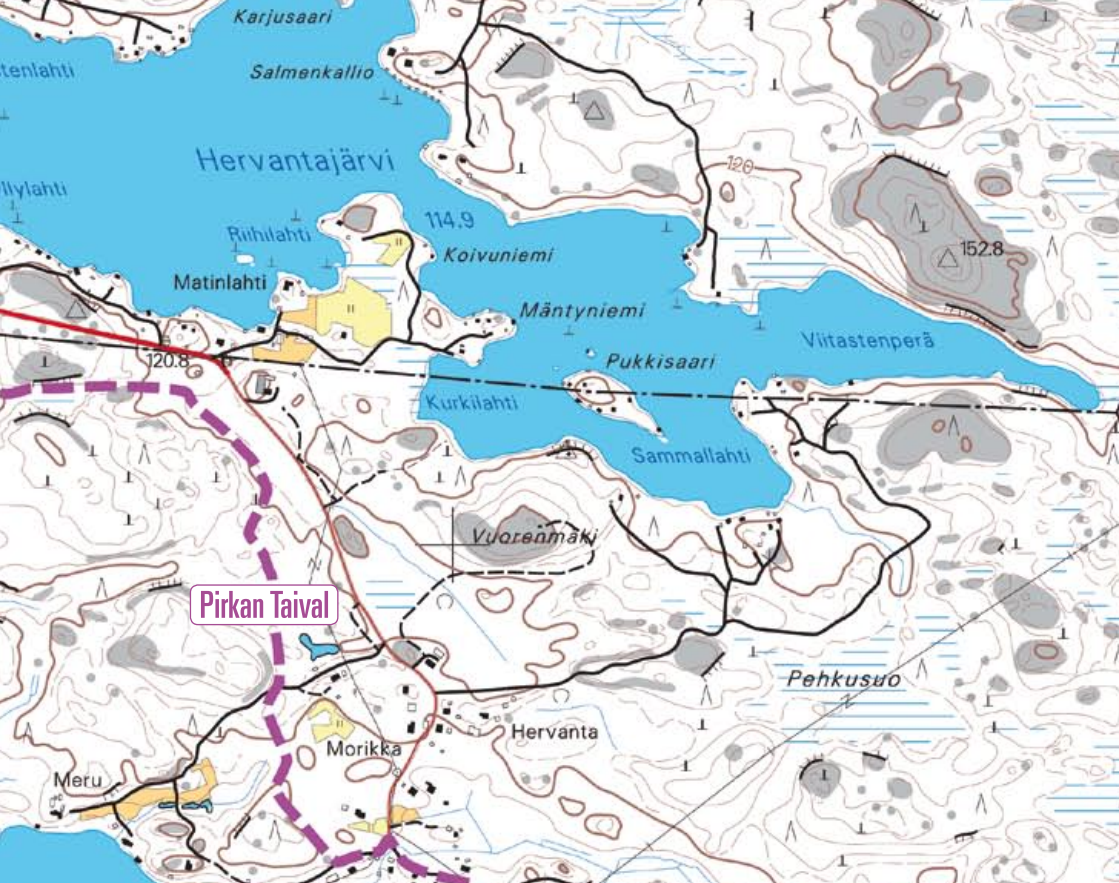 Karjusaari
Salmenkallio
Hervantajärvi
120
114.9
Riihilahti
Koivuniemi
152.8
Matinlahti
Mäntyniemi
Viitastenperä
120.8
Pukkisaari
Kurkilahti
Sammallahti
Vuorenmäki
Pirkan Taival
Pehkusuo
Hervanta
Morikka
Meru